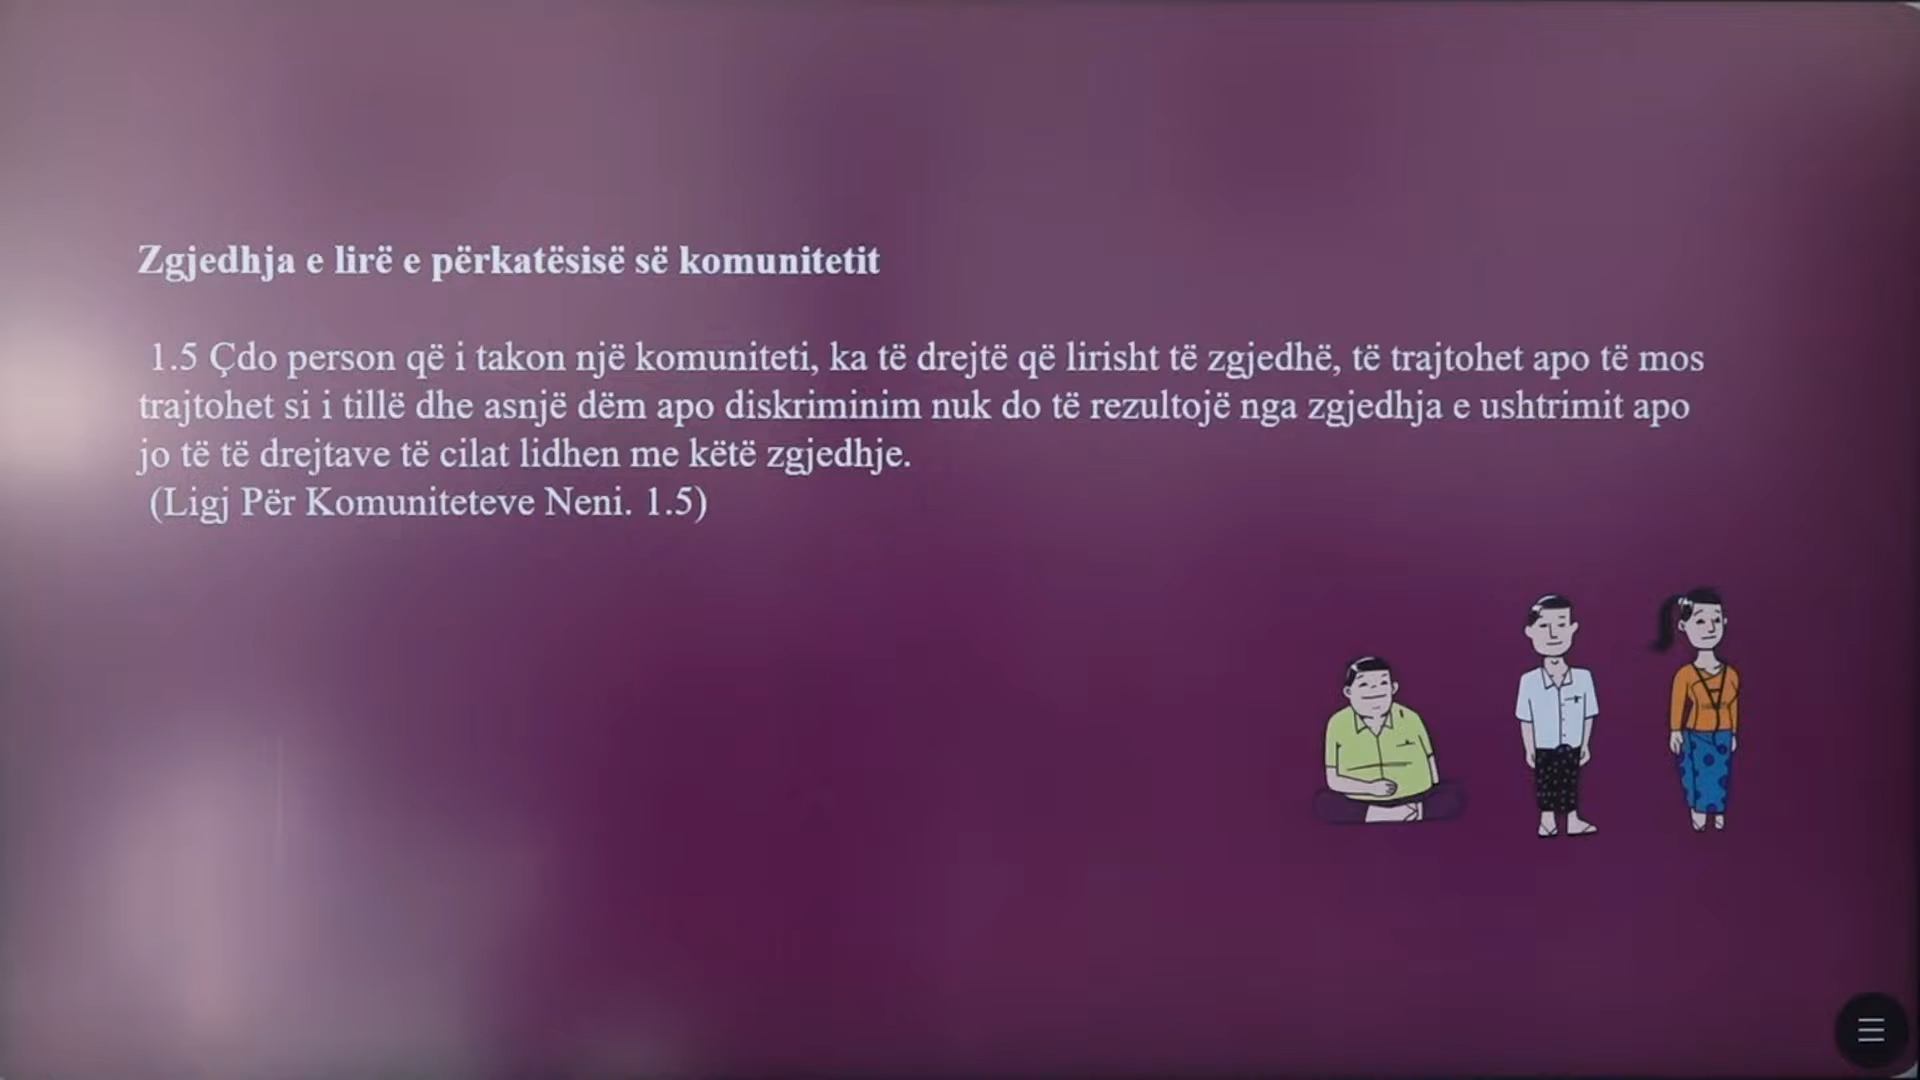 Zgjedhja e lirë e përkatësisë së komunitetit
1.5 Çdo person që i takon një komuniteti, ka të drejtë që lirisht të zgjedhë, të trajtohet apo të mos
trajtohet si i tillë dhe asnjë dëm apo diskriminim nuk do të rezultojë nga zgjedhja e ushtrimit apo
jo të të drejtave të cilat lidhen me këtë zgjedhje.
(Ligj Për Komuniteteve Neni. 1.5)